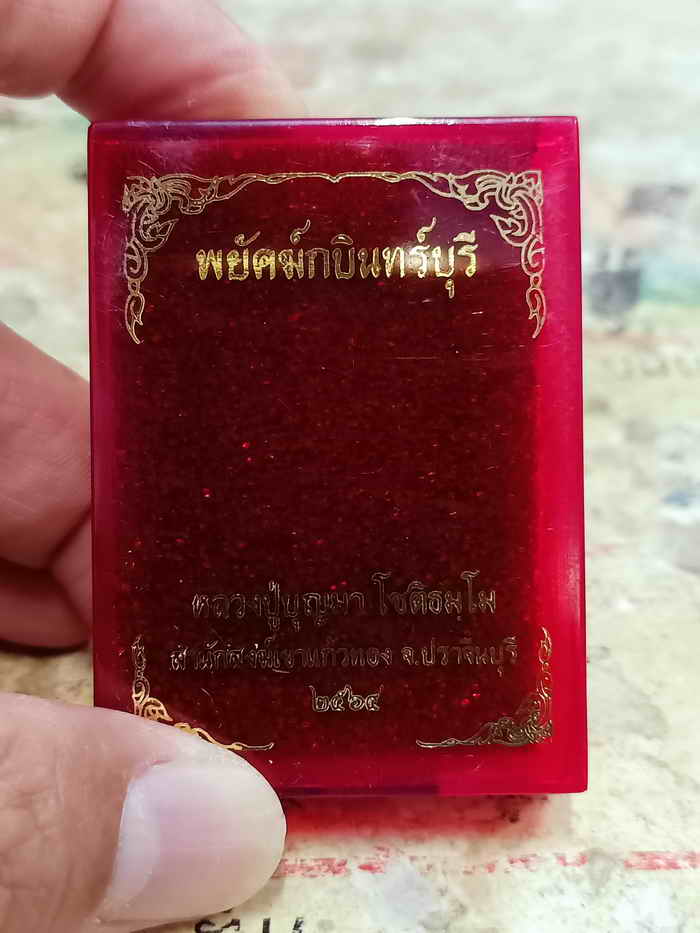 พยัคฆ์กบินทร์บุรี
หลวงปู่บุญมา โชติธมฺโม
สำนักสงฆ์เขาแก้วทอง จ.ปราจีนบุรี
๒๕๖๔